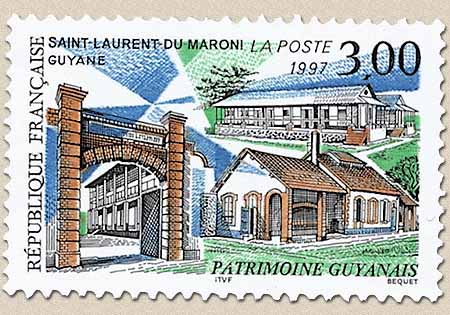 SAINT-LAURENT-DU MARONI LA POSTE 3,00
GUYANE 1997
RÉPUBLIQUE FRANÇAISE
PATRIMOINE GUYANAIS
ITVF BEQUET